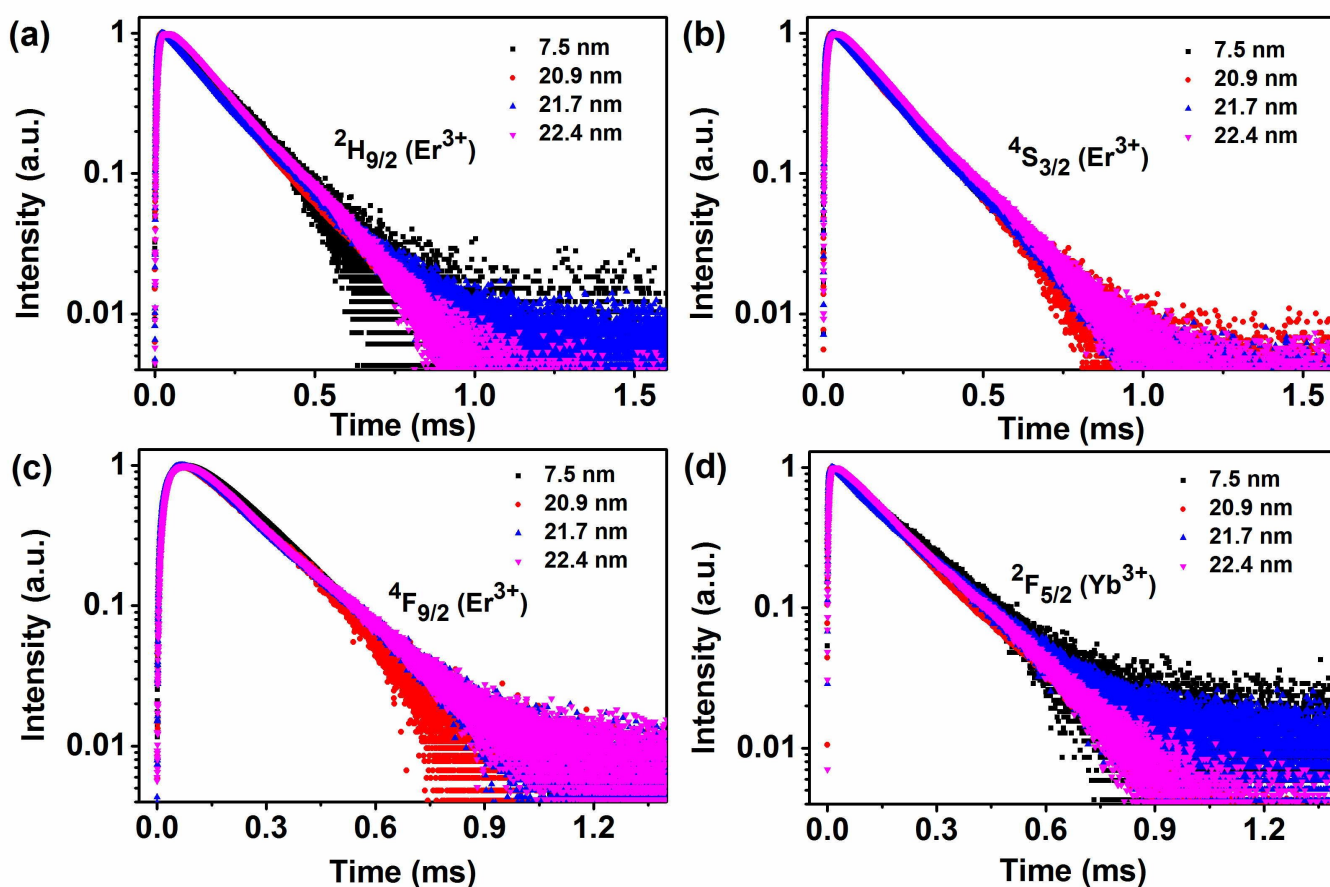 (a)
Intensity (a.u.)
1
0.1
0.01
7.5 nm
20.9 nm
21.7 nm
22.4 nm
²H₉/₂ (Er³⁺)
0.0 0.5 1.0 1.5
Time (ms)
(b)
Intensity (a.u.)
1
0.1
0.01
7.5 nm
20.9 nm
21.7 nm
22.4 nm
⁴S₃/₂ (Er³⁺)
0.0 0.5 1.0 1.5
Time (ms)
(c)
Intensity (a.u.)
1
0.1
0.01
7.5 nm
20.9 nm
21.7 nm
22.4 nm
⁴F₉/₂ (Er³⁺)
0.0 0.3 0.6 0.9 1.2
Time (ms)
(d)
Intensity (a.u.)
1
0.1
0.01
7.5 nm
20.9 nm
21.7 nm
22.4 nm
²F₅/₂ (Yb³⁺)
0.0 0.3 0.6 0.9 1.2
Time (ms)